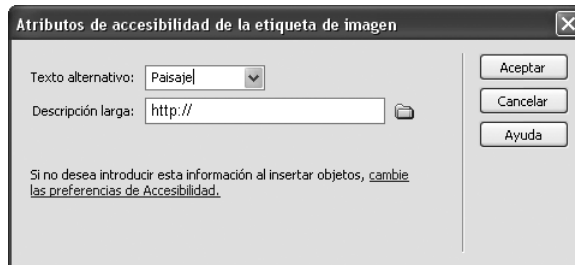 Atributos de accesibilidad de la etiqueta de imagen
Texto alternativo: Paisaje
Descripción larga: http://
Si no desea introducir esta información al insertar objetos, cambie
las preferencias de Accesibilidad.
Aceptar
Cancelar
Ayuda